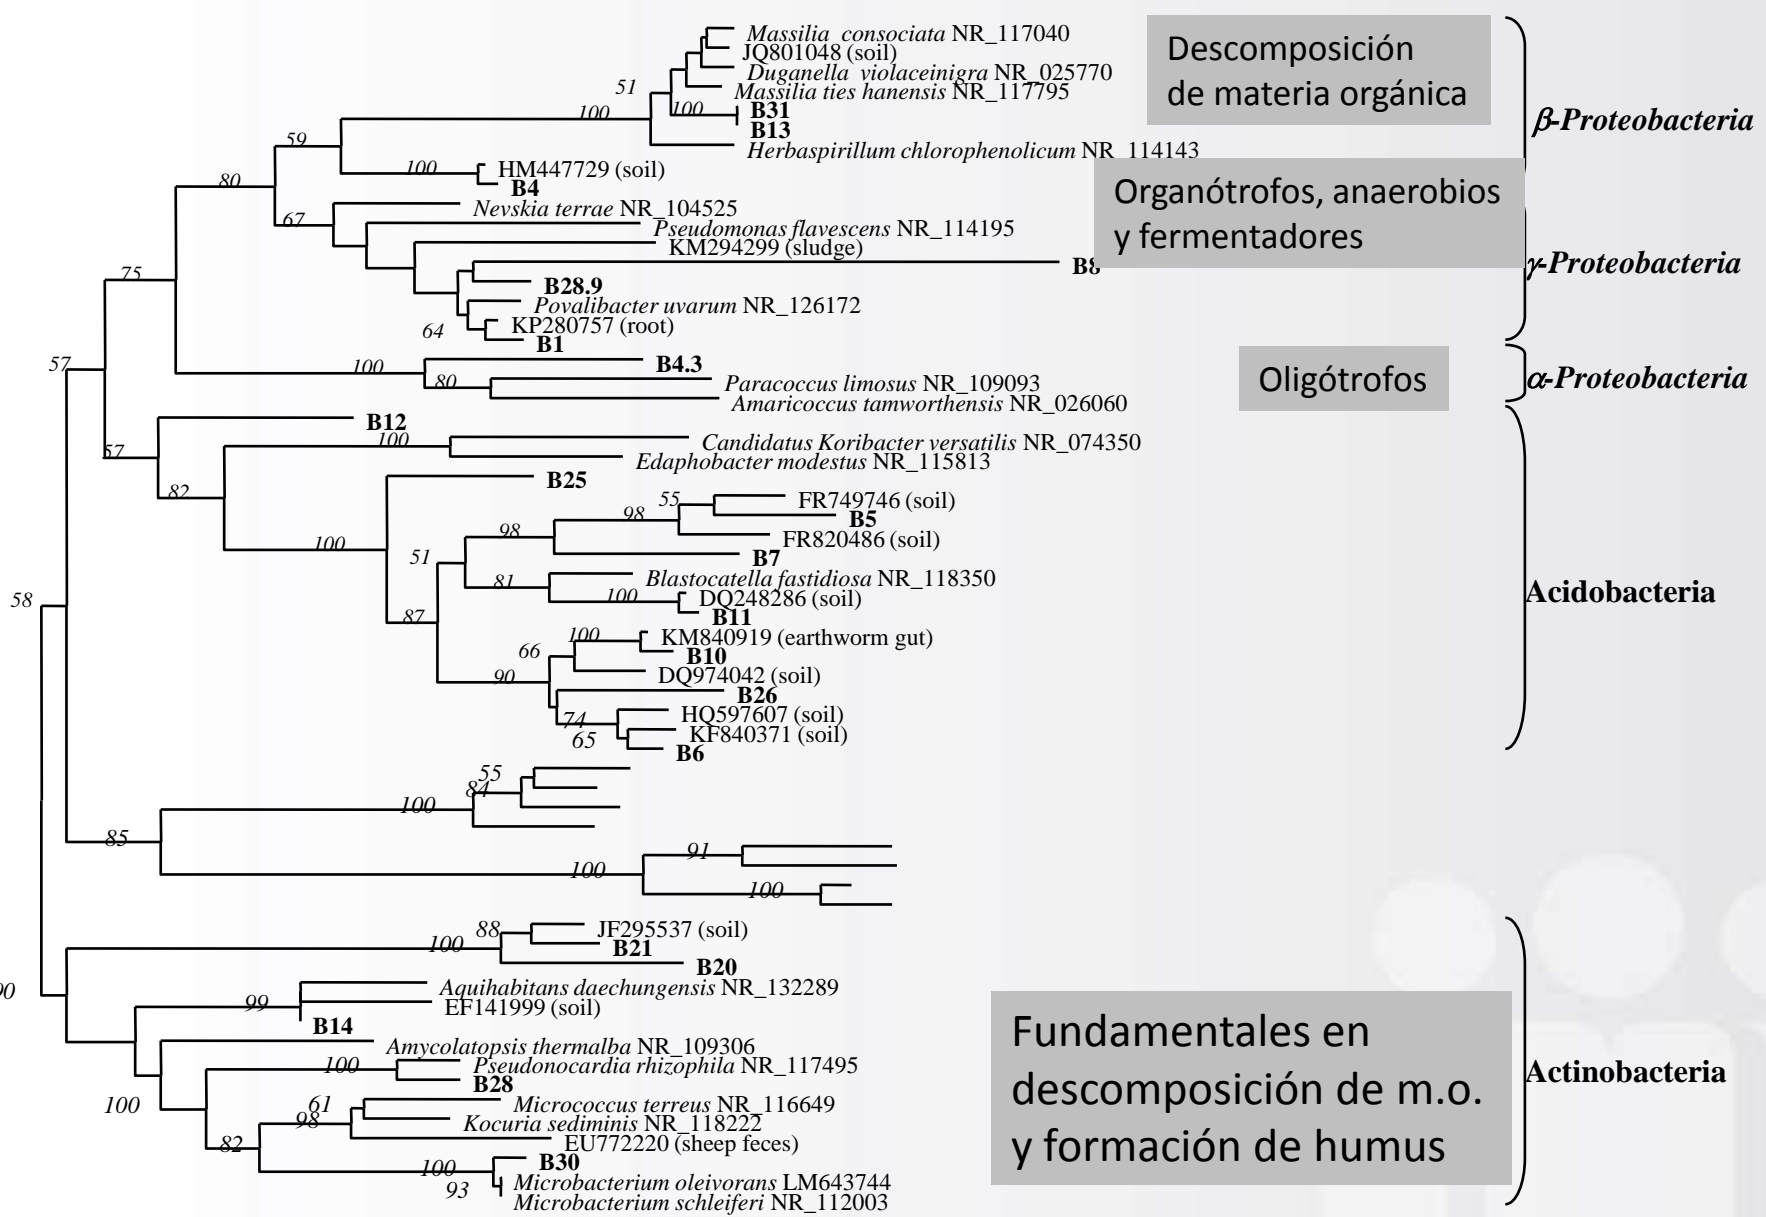 Massilia consociata NR_117040
JQ801048 (soil)
Duganella violaceinigra NR_025770
Massilia ties hanensis NR_117795
51
100
100
B31
B13
Herbaspirillum chlorophenolicum NR_114143
Descomposición
de materia orgánica
β-Proteobacteria
59
100
HM447729 (soil)
B4
80
Organótrofos, anaerobios
y fermentadores
67
Nevskia terrae NR_104525
Pseudomonas flavescens NR_114195
KM294299 (sludge)
B8
γ-Proteobacteria
75
B28.9
Povalibacter uvarum NR_126172
KP280757 (root)
64
B1
57
100
B4.3
80
Paracoccus limosus NR_109093
Amaricoccus tamworthensis NR_026060
Oligótrofos
α-Proteobacteria
B12
57
100
Candidatus Koribacter versatilis NR_074350
Edaphobacter modestus NR_115813
82
B25
55
FR749746 (soil)
98
B5
98
FR820486 (soil)
100
51
B7
81
Blastocatella fastidiosa NR_118350
100
DQ248286 (soil)
B11
58
Acidobacteria
87
100
KM840919 (earthworm gut)
66
B10
90
DQ974042 (soil)
B26
74
HQ597607 (soil)
65
KF840371 (soil)
B6
55
84
100
85
91
100
100
88
JF295537 (soil)
100
B21
B20
90
Aquihabitans daechungensis NR_132289
99
EF141999 (soil)
B14
Amycolatopsis thermalba NR_109306
100
Pseudonocardia rhizophila NR_117495
B28
100
61
Micrococcus terreus NR_116649
98
Kocuria sediminis NR_118222
82
EU772220 (sheep feces)
B30
100
Microbacterium oleivorans LM643744
93
Microbacterium schleiferi NR_112003
Fundamentales en
descomposición de m.o.
y formación de humus
Actinobacteria